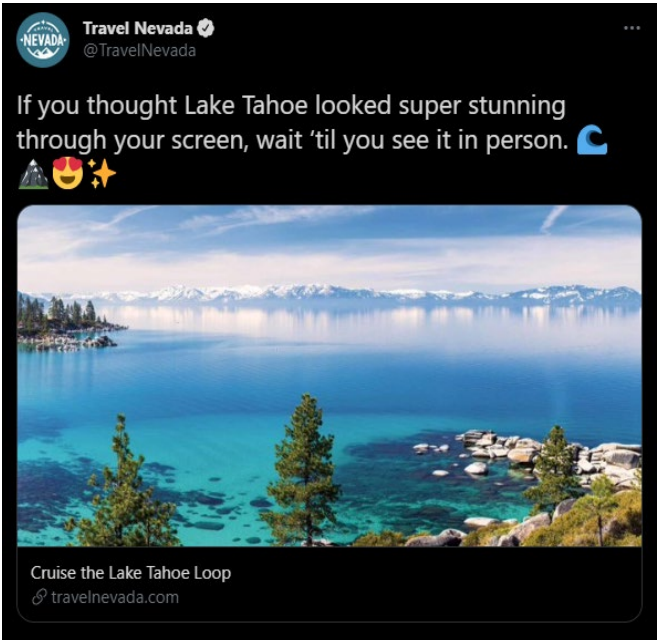 TRAVEL
NEVADA
Travel Nevada
@TravelNevada
If you thought Lake Tahoe looked super stunning
through your screen, wait ‘til you see it in person. 🌊
⛰️😍✨
Cruise the Lake Tahoe Loop
travelnevada.com